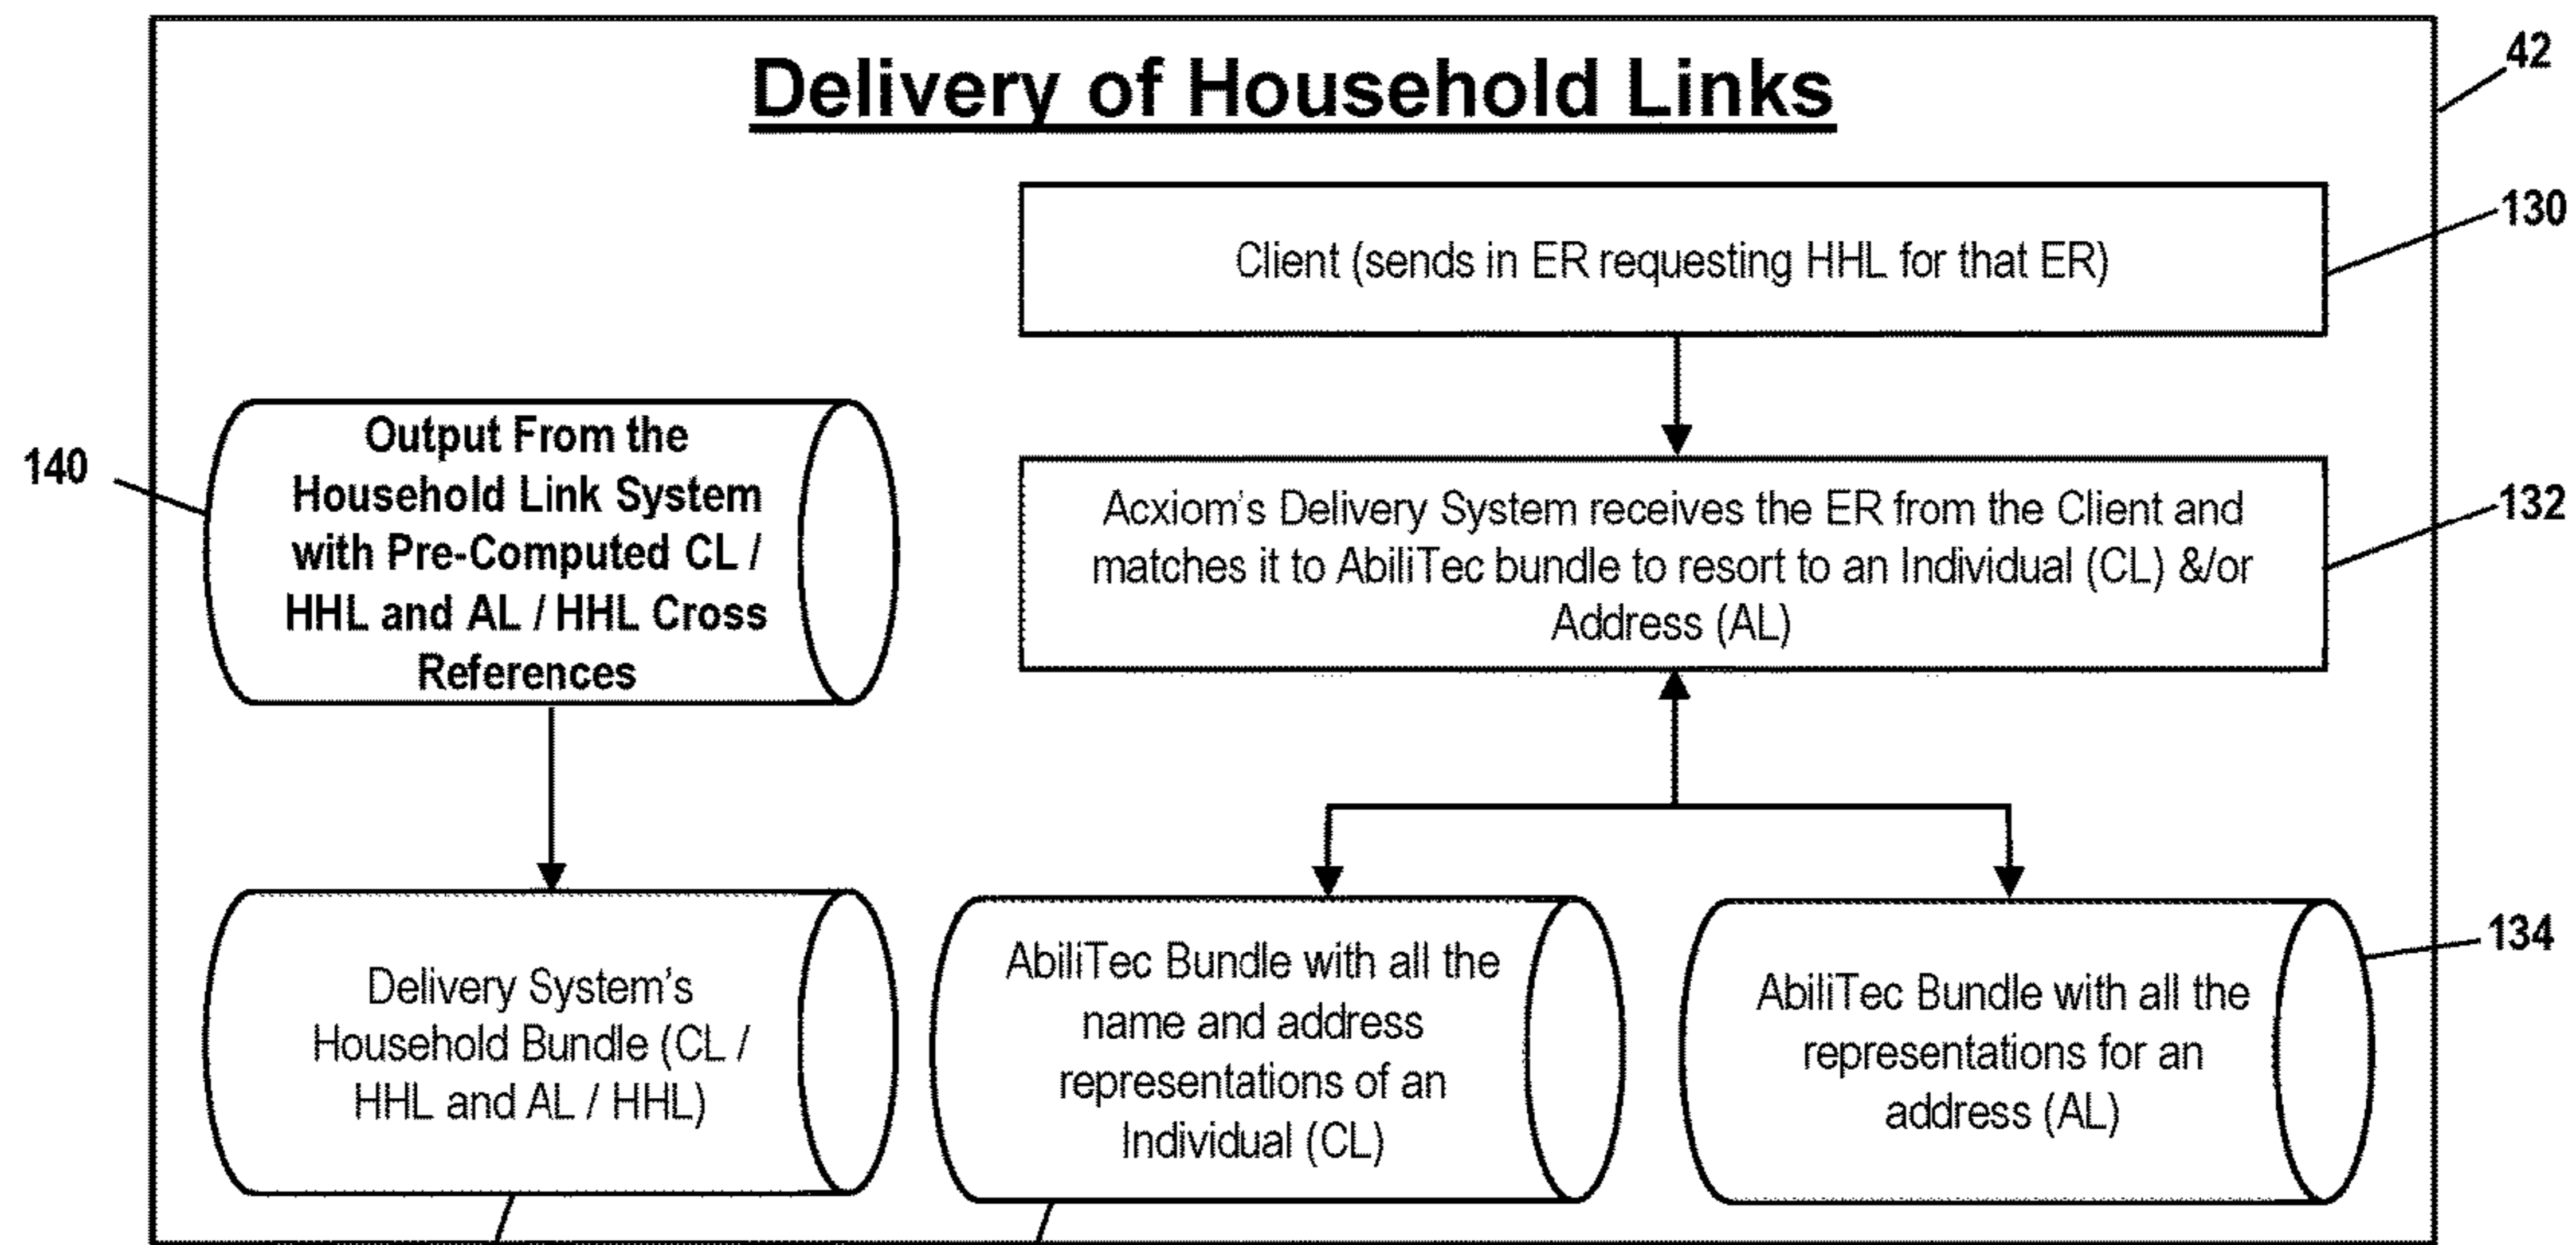 Delivery of Household Links
42
Client (sends in ER requesting HHL for that ER)
130
Output From the
Household Link System
with Pre-Computed CL /
HHL and AL / HHL Cross
References
140
Acxiom's Delivery System receives the ER from the Client and
matches it to AbiliTec bundle to resort to an Individual (CL) &/or
Address (AL)
132
Delivery System's
Household Bundle (CL /
HHL and AL / HHL)
AbiliTec Bundle with all the
name and address
representations of an
Individual (CL)
AbiliTec Bundle with all the
representations for an
address (AL)
134